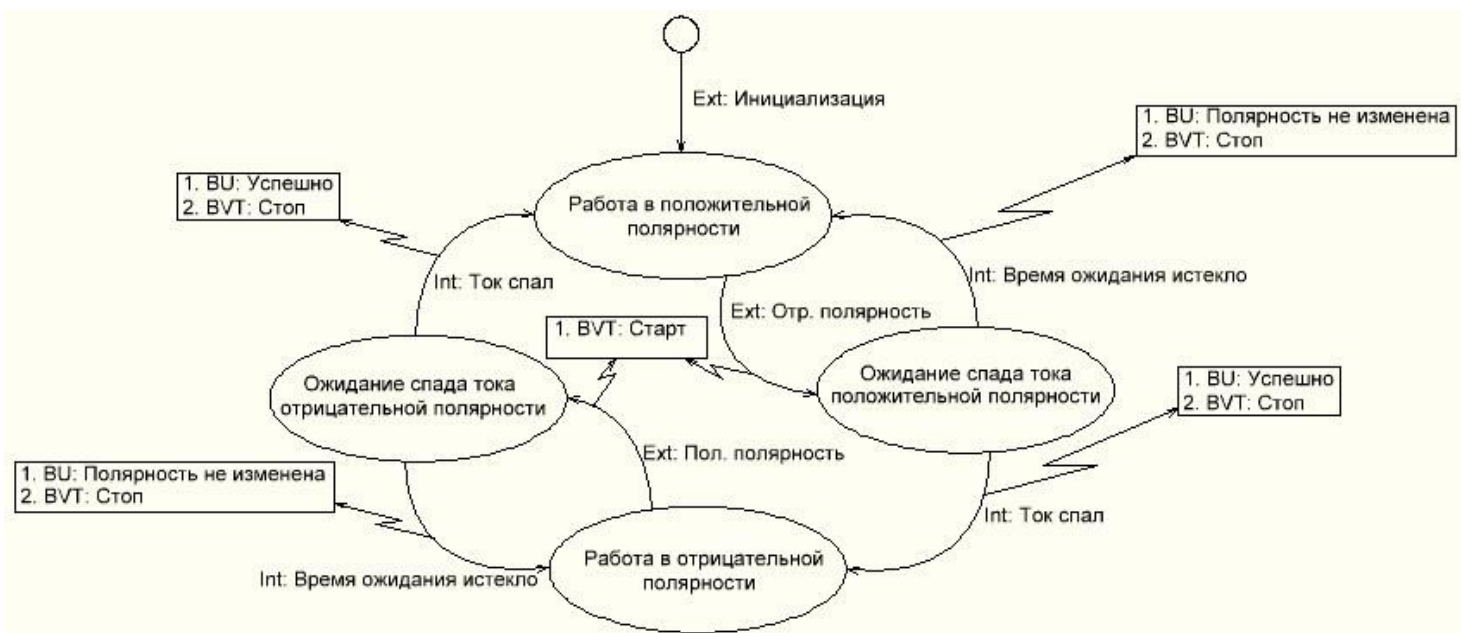 Ext: Инициализация
1. BU: Полярность не изменена
2. BVT: Стоп
1. BU: Успешно
2. BVT: Стоп
Работа в положительной
полярности
Int: Ток спал
Int: Время ожидания истекло
Ext: Отр. полярность
1. BVT: Старт
Ожидание спада тока
отрицательной полярности
Ожидание спада тока
положительной полярности
1. BU: Успешно
2. BVT: Стоп
Ext: Пол. полярность
1. BU: Полярность не изменена
2. BVT: Стоп
Int: Ток спал
Работа в отрицательной
полярности
Int: Время ожидания истекло